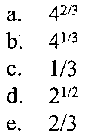 a. 4^{2/3}
b. 4^{1/3}
c. 1/3
d. 2^{1/2}
e. 2/3